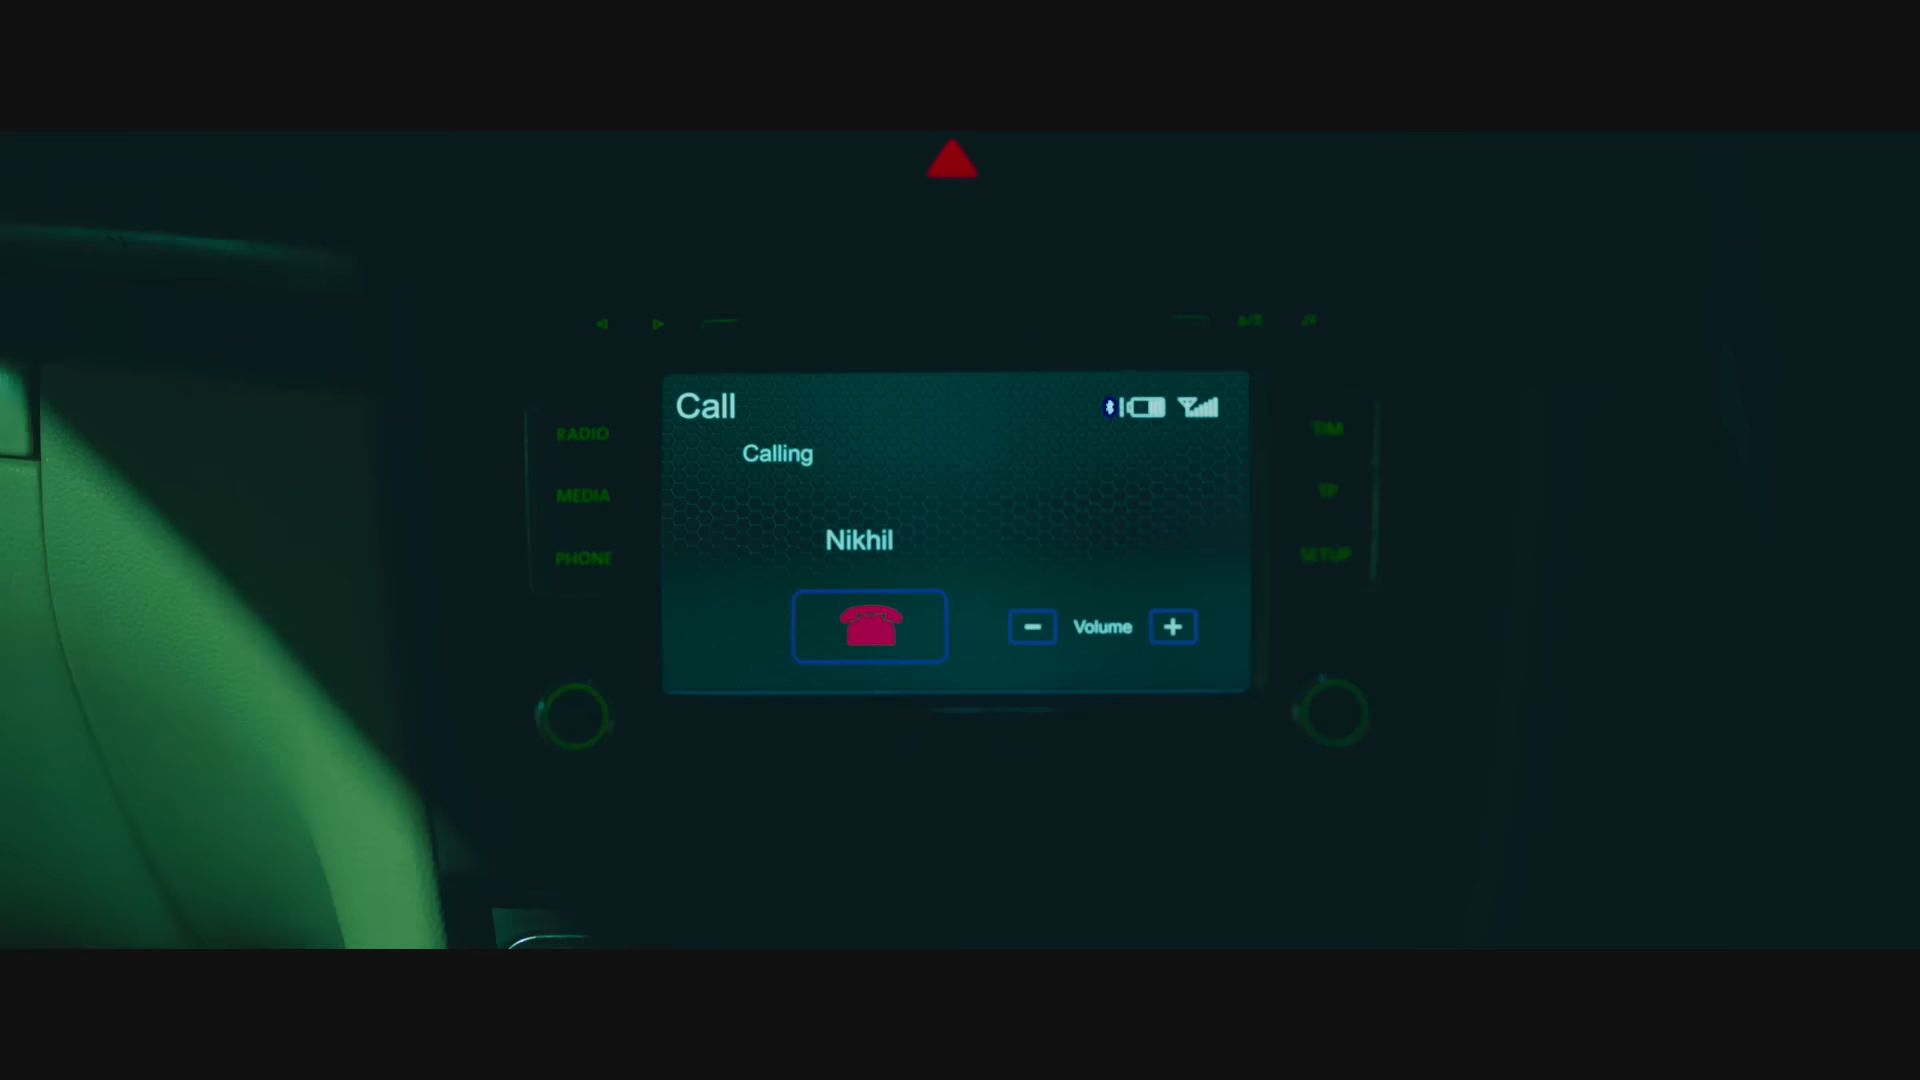 Call
Calling
Nikhil
Volume
RADIO
MEDIA
PHONE
TIM
TP
SETUP